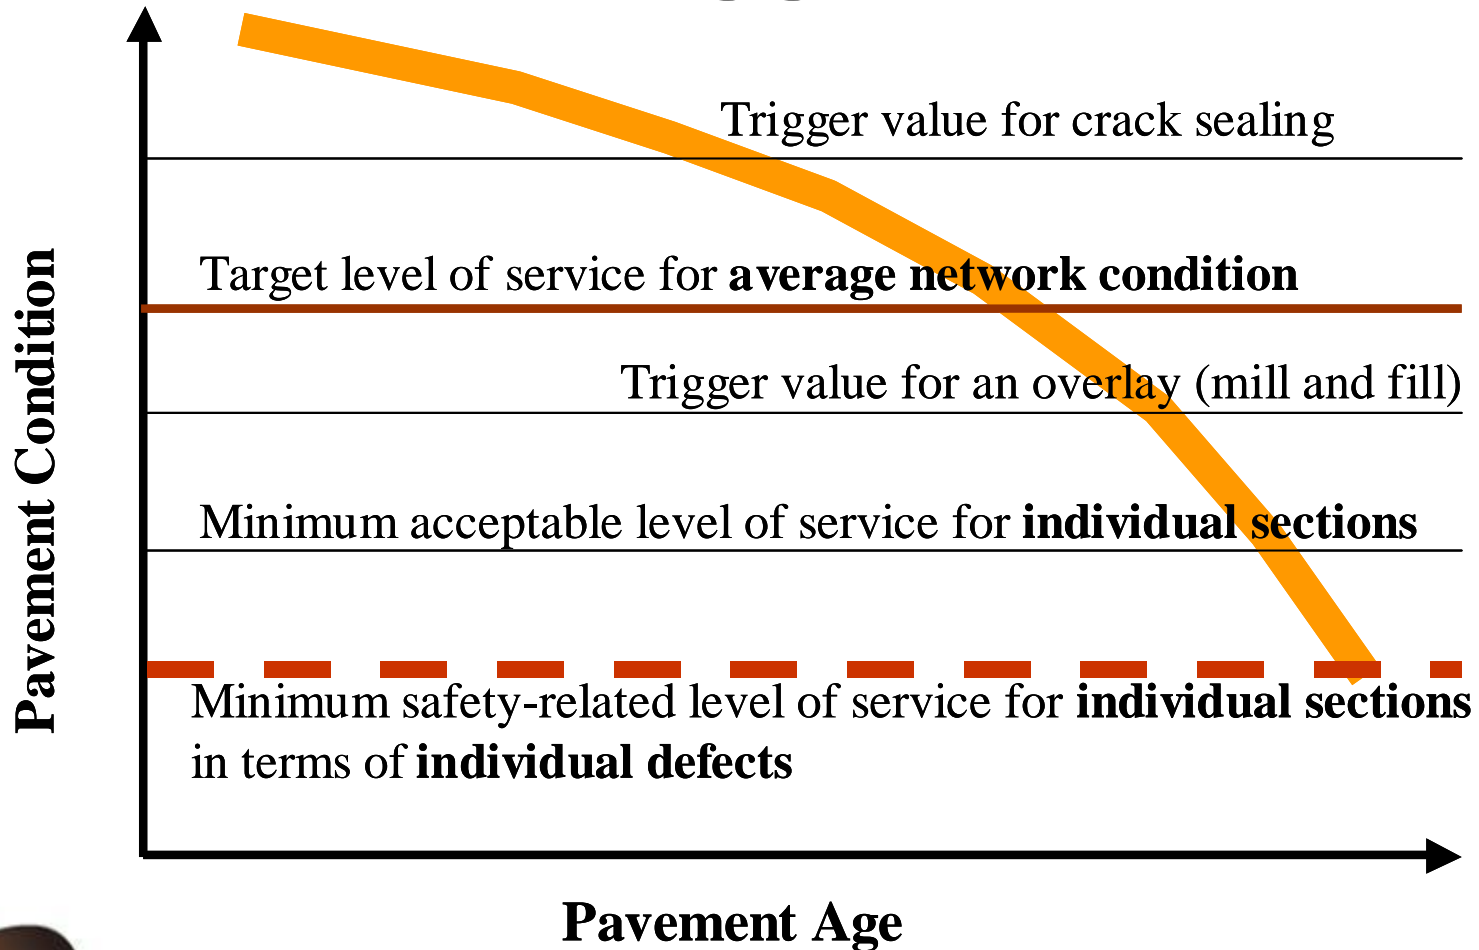 Trigger value for crack sealing
Target level of service for average network condition
Trigger value for an overlay (mill and fill)
Minimum acceptable level of service for individual sections
Minimum safety-related level of service for individual sections
in terms of individual defects
Pavement Condition
Pavement Age